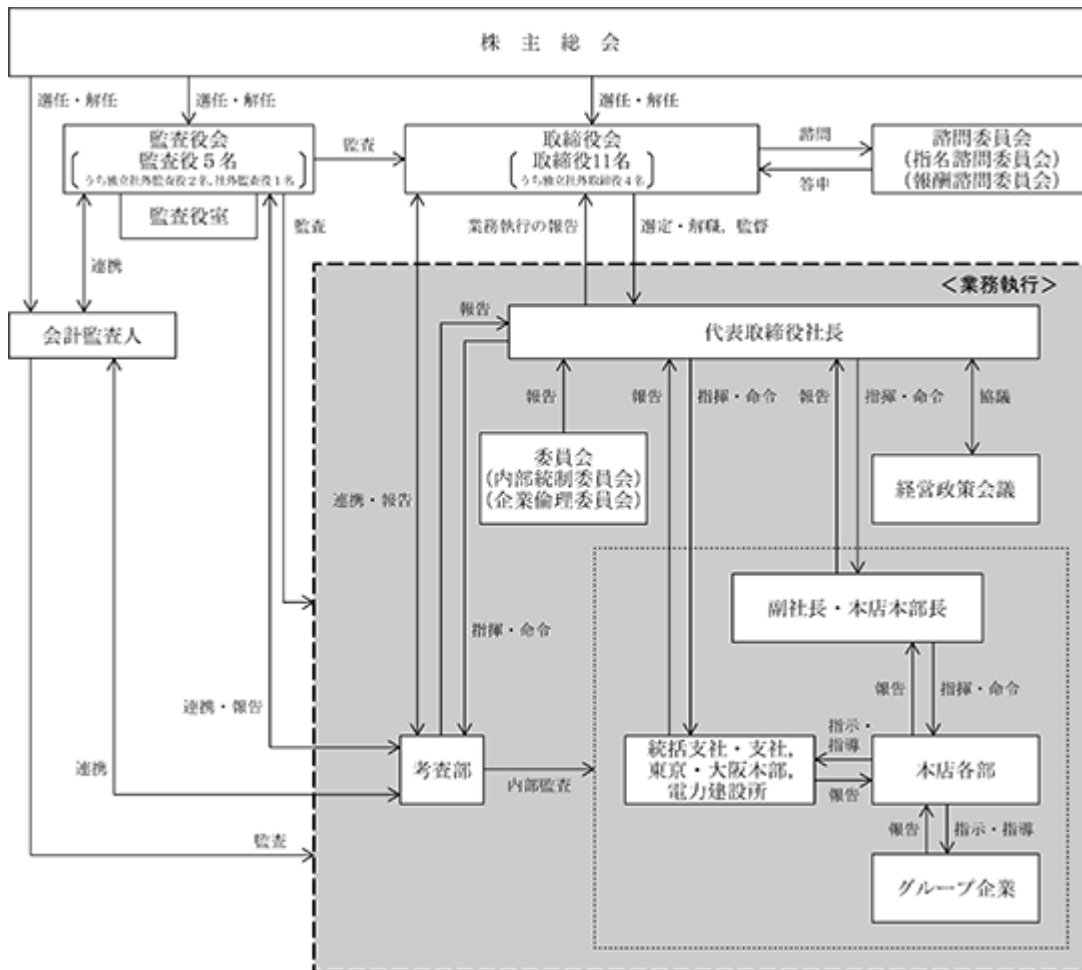 株主総会
選任・解任
選任・解任
選任・解任
監査役会
監査役5名
うち独立社外監査役2名、社外監査役1名
監査
取締役会
取締役11名
うち独立社外取締役4名
諮問
答申
諮問委員会
(指名諮問委員会)
(報酬諮問委員会)
監査役室
監査
業務執行の報告
選定・解職, 監督
連携
<業務執行>
会計監査人
報告
代表取締役社長
報告
報告
指揮・命令
報告
指揮・命令
協議
委員会
(内部統制委員会)
(企業倫理委員会)
経営政策会議
連携・報告
副社長・本店本部長
指揮・命令
報告
指揮・命令
連携・報告
指示・
指導
連携
考査部
内部監査
統括支社・支社,
東京・大阪本部,
電力建設所
報告
本店各部
監査
報告
指示・指導
グループ企業